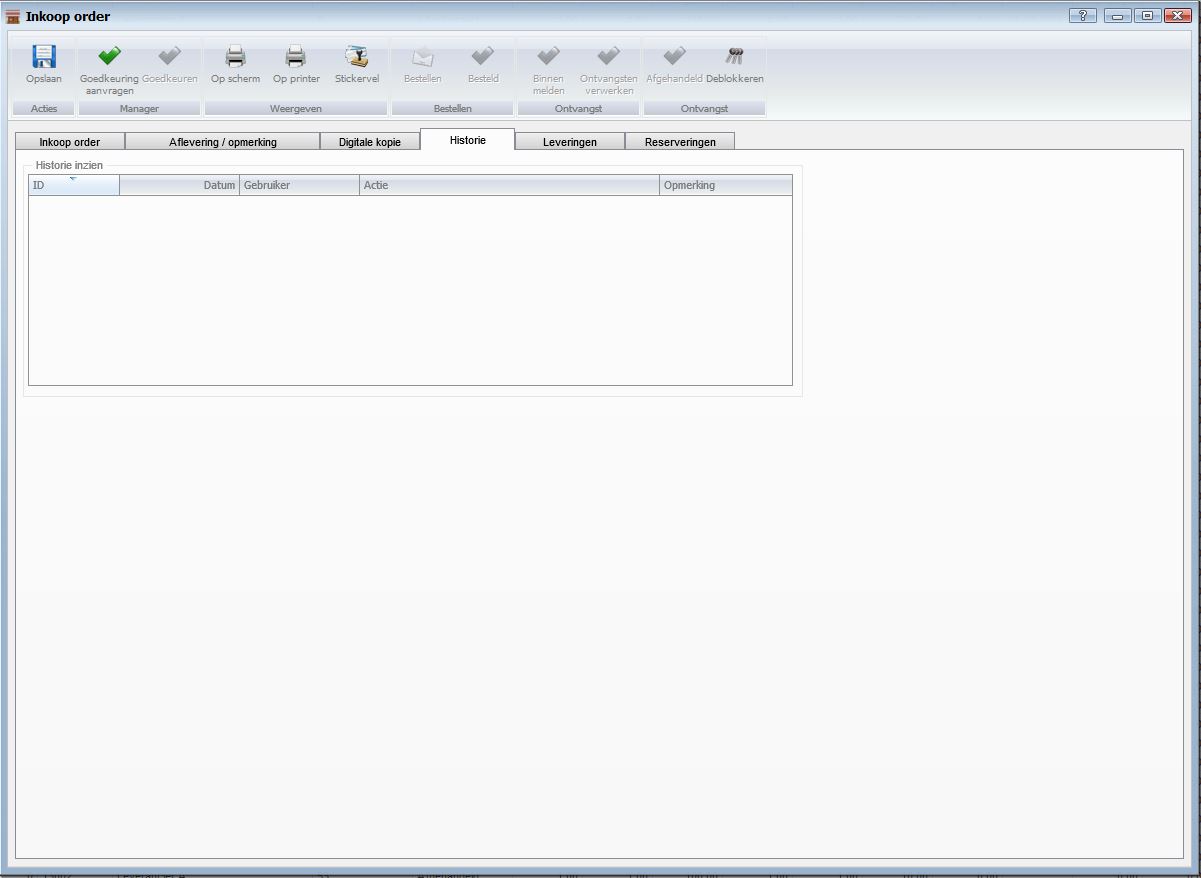 Inkoop order
?
Opslaan
Goedkeuring aanvragen
Goedkeuren
Op scherm
Op printer
Stickervel
Bestellen
Besteld
Binnen melden
Ontvangsten verwerken
Afgehandeld
Deblokkeren
Acties
Manager
Weergeven
Bestellen
Ontvangst
Ontvangst
Inkoop order
Aflevering / opmerking
Digitale kopie
Historie
Leveringen
Reserveringen
Historie inzien
ID
Datum
Gebruiker
Actie
Opmerking